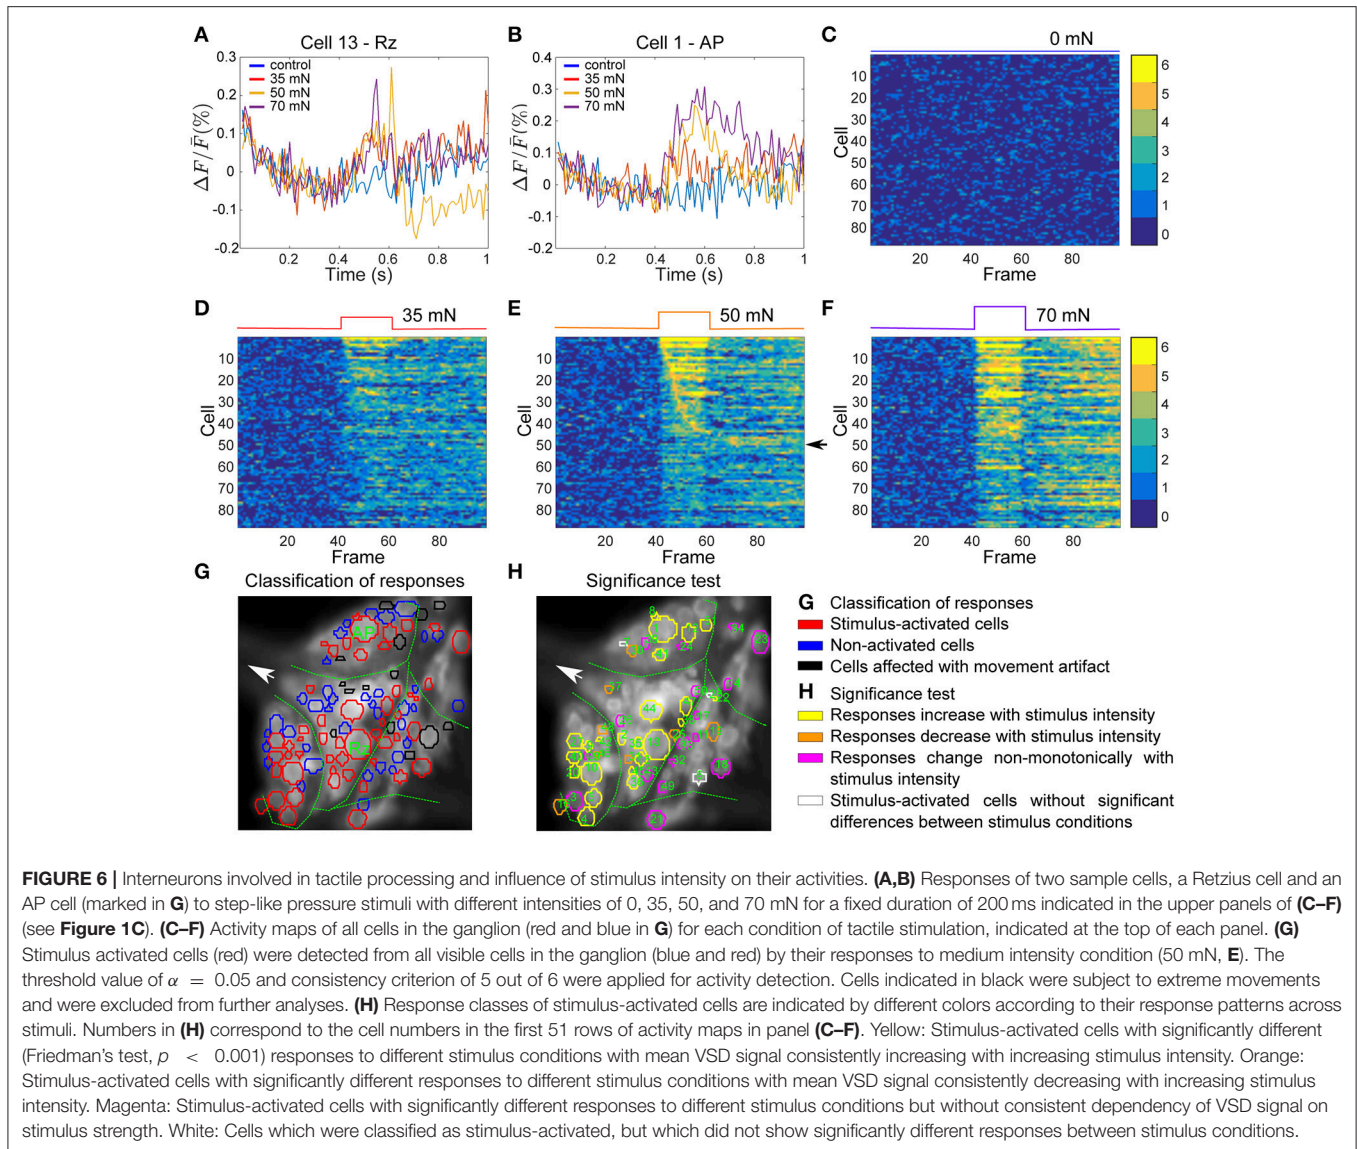 A
Cell 13 - Rz
control
35 mN
50 mN
70 mN
ΔF/F̄(%)
0.3
0.2
0.1
0
-0.1
-0.2
0.2 0.4 0.6 0.8 1
Time (s)
B
Cell 1 - AP
control
35 mN
50 mN
70 mN
ΔF/F̄(%)
0.4
0.3
0.2
0.1
0
-0.1
-0.2
0.2 0.4 0.6 0.8 1
Time (s)
C
0 mN
Cell
10
20
30
40
50
60
70
80
20 40 60 80
Frame
6
5
4
3
2
1
0
D
35 mN
Cell
10
20
30
40
50
60
70
80
20 40 60 80
Frame
E
50 mN
10
20
30
40
50
60
70
80
20 40 60 80
Frame
F
70 mN
Cell
10
20
30
40
50
60
70
80
20 40 60 80
Frame
6
5
4
3
2
1
0
G
Classification of responses
AP
H
Significance test
8
23
44
4
G Classification of responses
Stimulus-activated cells
Non-activated cells
Cells affected with movement artifact
H Significance test
Responses increase with stimulus intensity
Responses decrease with stimulus intensity
Responses change non-monotonically with
stimulus intensity
Stimulus-activated cells without significant
differences between stimulus conditions
FIGURE 6 | Interneurons involved in tactile processing and influence of stimulus intensity on their activities. (A,B) Responses of two sample cells, a Retzius cell and an
AP cell (marked in G) to step-like pressure stimuli with different intensities of 0, 35, 50, and 70 mN for a fixed duration of 200 ms indicated in the upper panels of (C–F)
(see Figure 1C). (C–F) Activity maps of all cells in the ganglion (red and blue in G) for each condition of tactile stimulation, indicated at the top of each panel. (G)
Stimulus activated cells (red) were detected from all visible cells in the ganglion (blue and red) by their responses to medium intensity condition (50 mN, E). The
threshold value of α = 0.05 and consistency criterion of 5 out of 6 were applied for activity detection. Cells indicated in black were subject to extreme movements
and were excluded from further analyses. (H) Response classes of stimulus-activated cells are indicated by different colors according to their response patterns across
stimuli. Numbers in (H) correspond to the cell numbers in the first 51 rows of activity maps in panel (C–F). Yellow: Stimulus-activated cells with significantly different
(Friedman's test, p < 0.001) responses to different stimulus conditions with mean VSD signal consistently increasing with increasing stimulus intensity. Orange:
Stimulus-activated cells with significantly different responses to different stimulus conditions with mean VSD signal consistently decreasing with increasing stimulus
intensity. Magenta: Stimulus-activated cells with significantly different responses to different stimulus conditions but without consistent dependency of VSD signal on
stimulus strength. White: Cells which were classified as stimulus-activated, but which did not show significantly different responses between stimulus conditions.